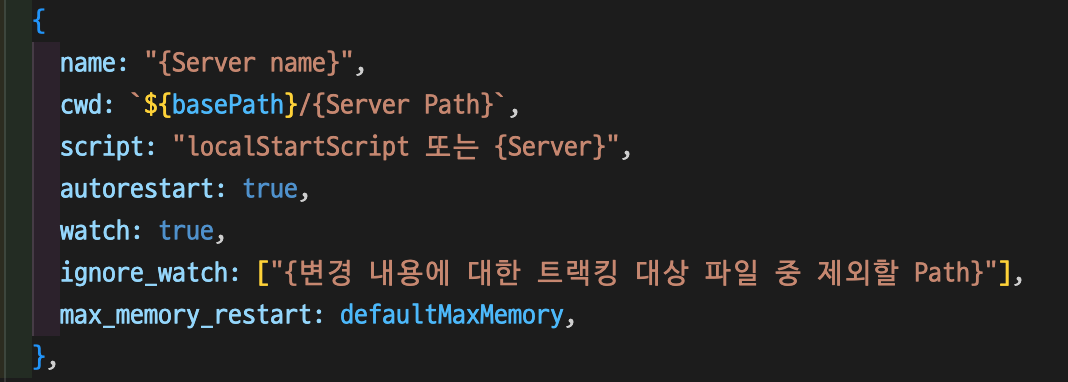 {
name: "{Server name}",
cwd: `${basePath}/{Server Path}`,
script: "localStartScript 또는 {Server}",
autorestart: true,
watch: true,
ignore_watch: ["{변경 내용에 대한 트랙킹 대상 파일 중 제외할 Path}"],
max_memory_restart: defaultMaxMemory,
},